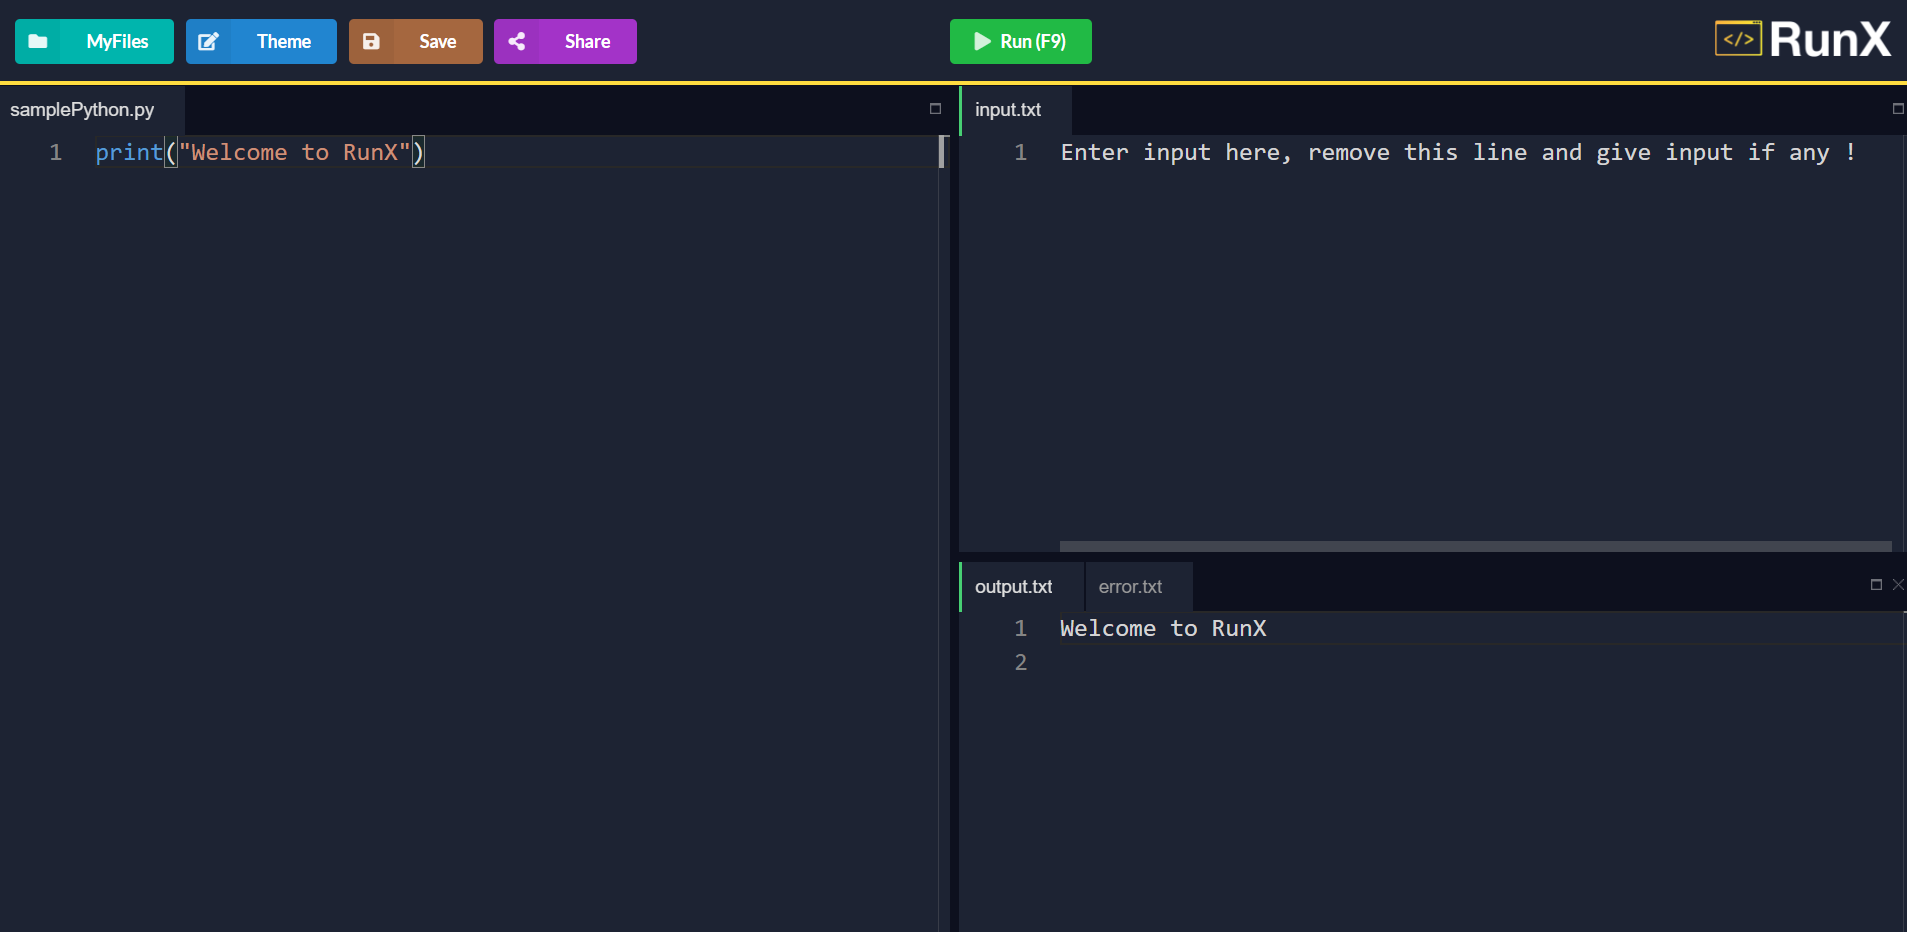 MyFiles Theme Save Share Run (F9) </> RunX
samplePython.py
1 print("Welcome to RunX")
input.txt
1 Enter input here, remove this line and give input if any !
output.txt error.txt
1 Welcome to RunX
2